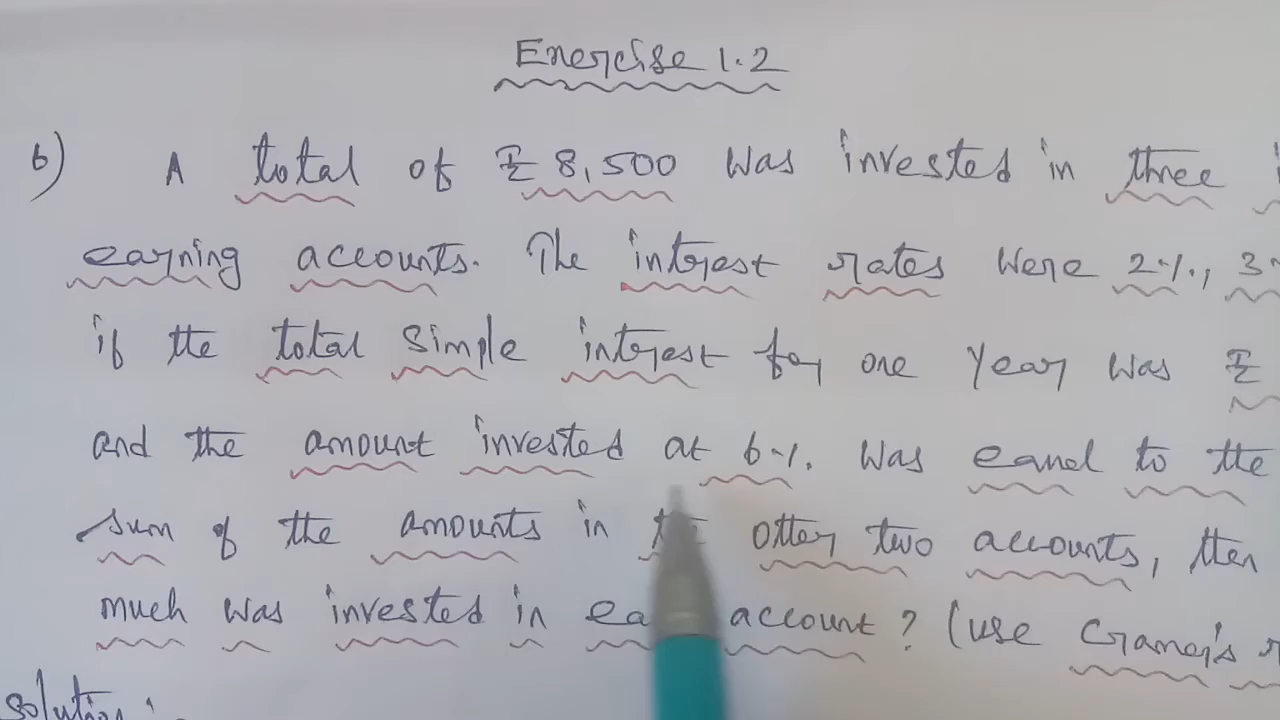 Exercise 1.2
6) A total of ₹ 8,500 was invested in three
earning accounts. The interest rates were 2%, 3
if the total simple interest for one year was ₹
and the amount invested at 6%. Was equal to the
sum of the amounts in the other two accounts, then
much was invested in account? (use Cramer's
solution: